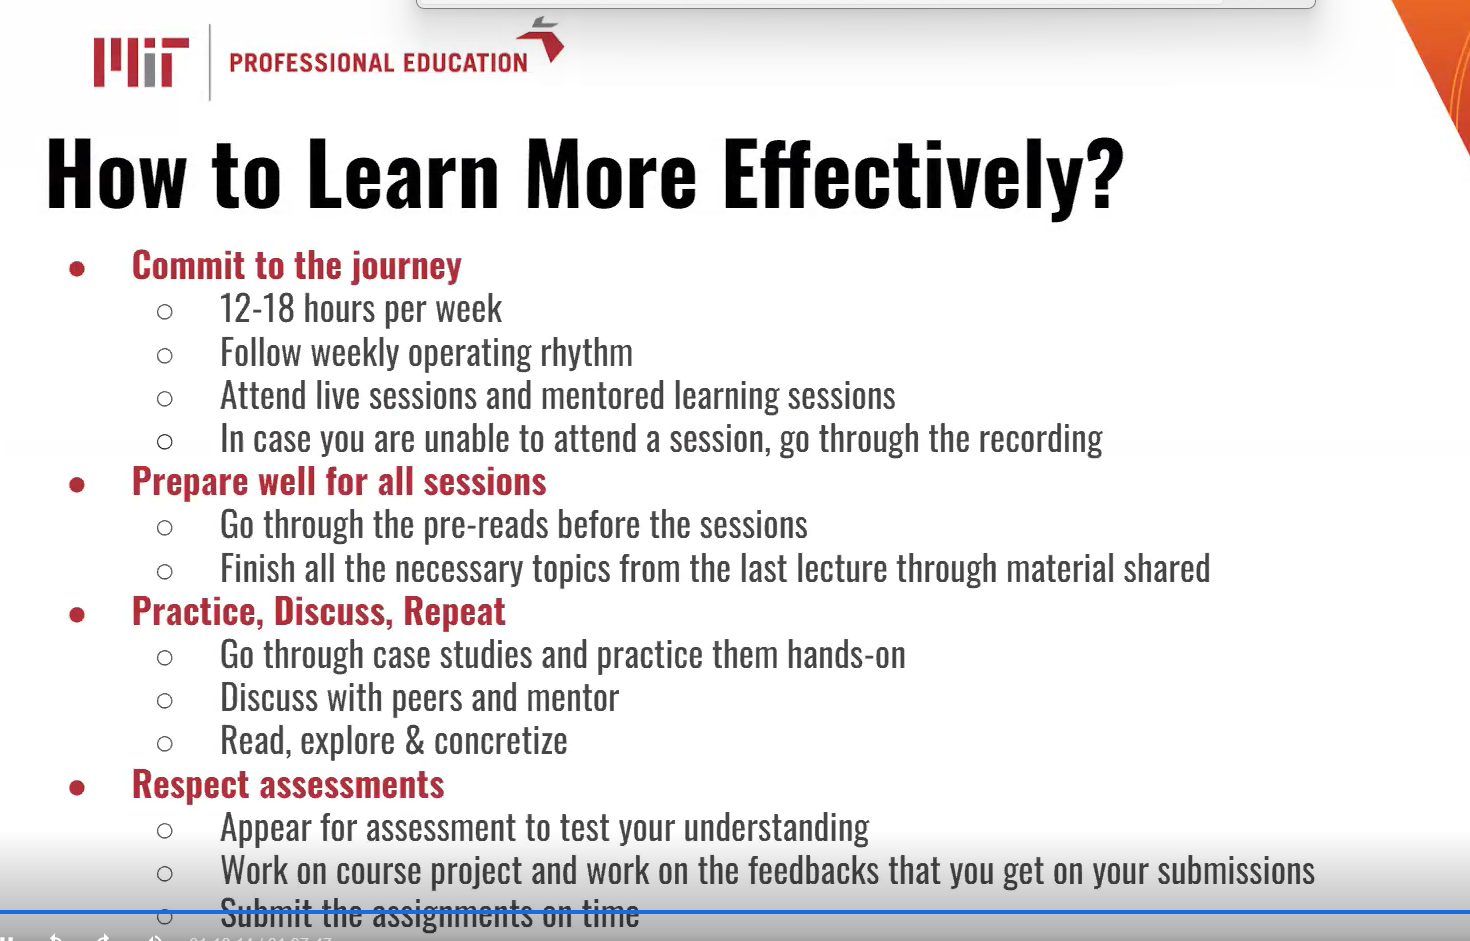 MIT PROFESSIONAL EDUCATION
How to Learn More Effectively?
● Commit to the journey
○ 12-18 hours per week
○ Follow weekly operating rhythm
○ Attend live sessions and mentored learning sessions
○ In case you are unable to attend a session, go through the recording
● Prepare well for all sessions
○ Go through the pre-reads before the sessions
○ Finish all the necessary topics from the last lecture through material shared
● Practice, Discuss, Repeat
○ Go through case studies and practice them hands-on
○ Discuss with peers and mentor
○ Read, explore & concretize
● Respect assessments
○ Appear for assessment to test your understanding
○ Work on course project and work on the feedbacks that you get on your submissions
○ Submit the assignments on time